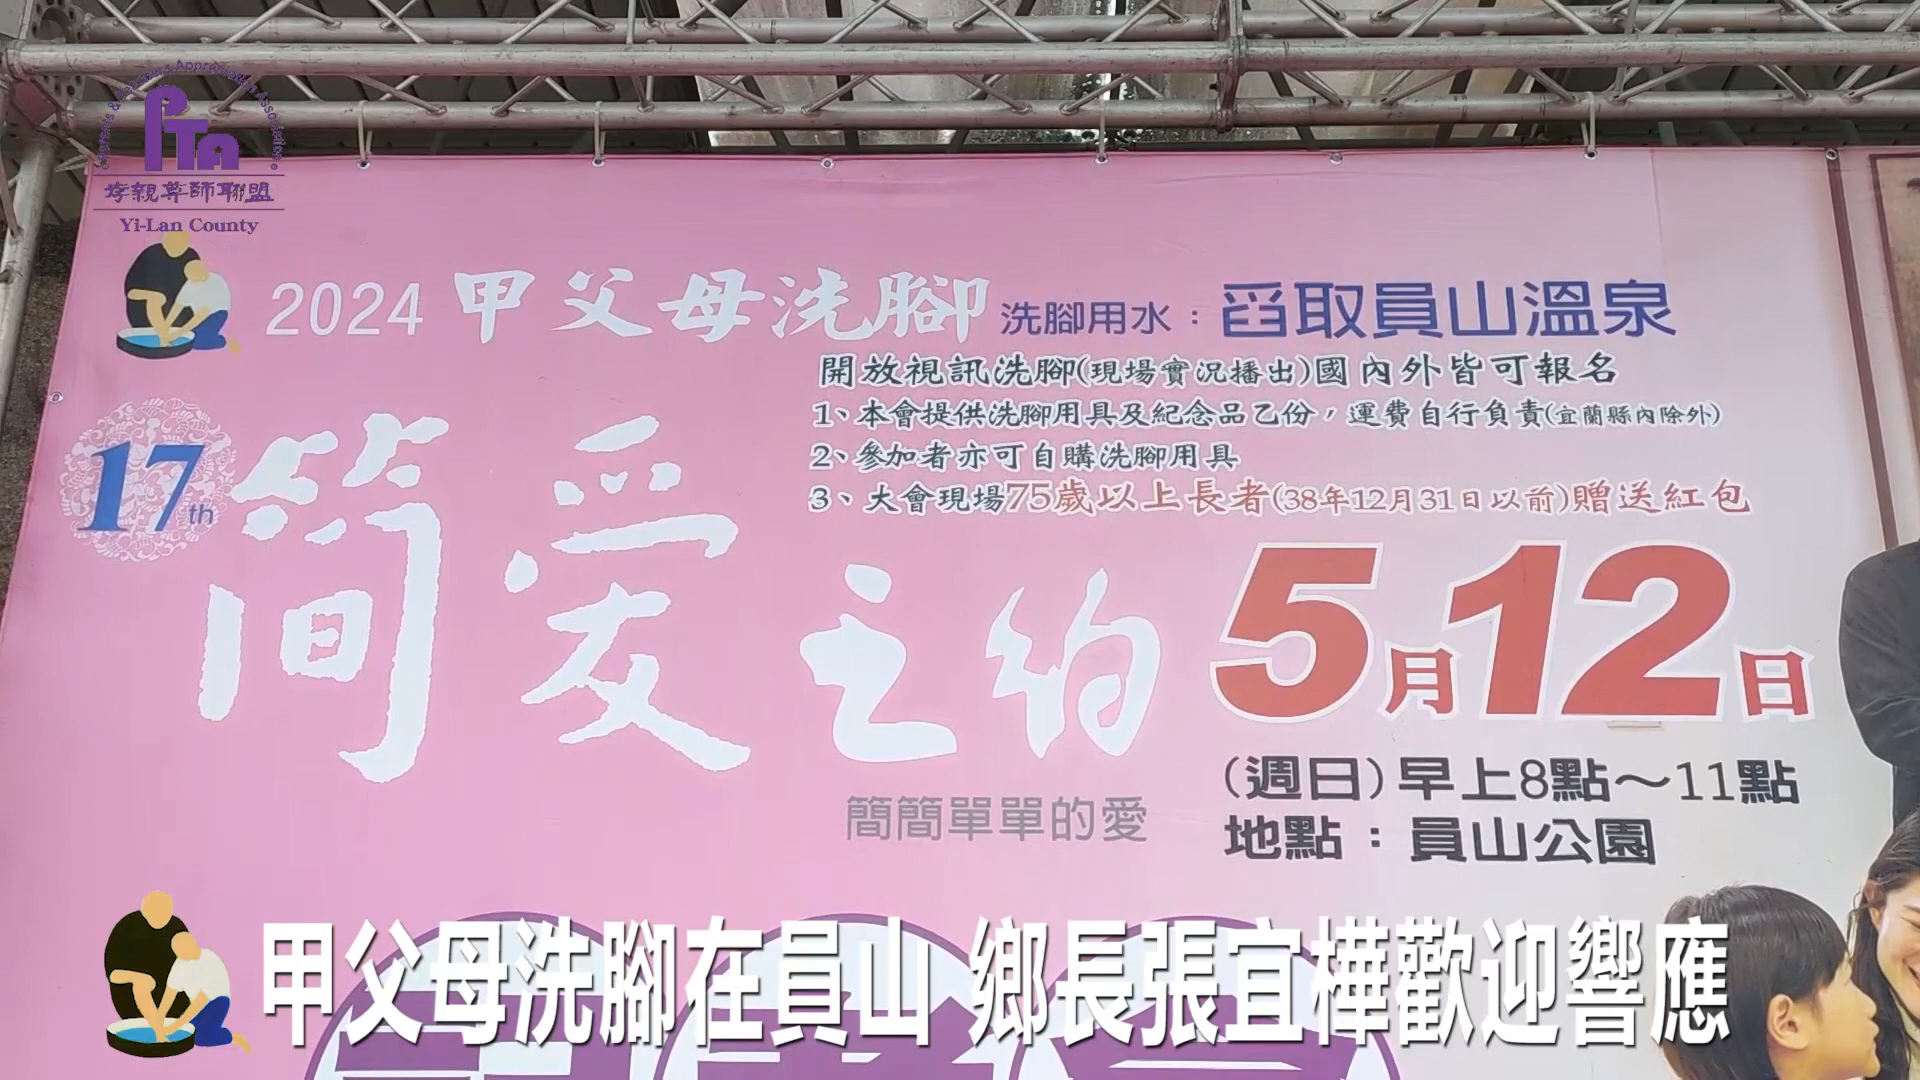 Parents & Teachers Appreciation Association
PTA
孝親尊師聯盟
Yi-Lan County
2024 甲父母洗腳 洗腳用水：舀取員山溫泉
開放視訊洗腳(現場實況播出)國內外皆可報名
1、本會提供洗腳用具及紀念品乙份，運費自行負責(宜蘭縣內除外)
2、參加者亦可自購洗腳用具
3、大會現場75歲以上長者(38年12月31日以前)贈送紅包
17th
简爱之約
5月12日
(週日)早上8點～11點
簡簡單單的愛
地點：員山公園
甲父母洗腳在員山 鄉長張宜樺歡迎響應